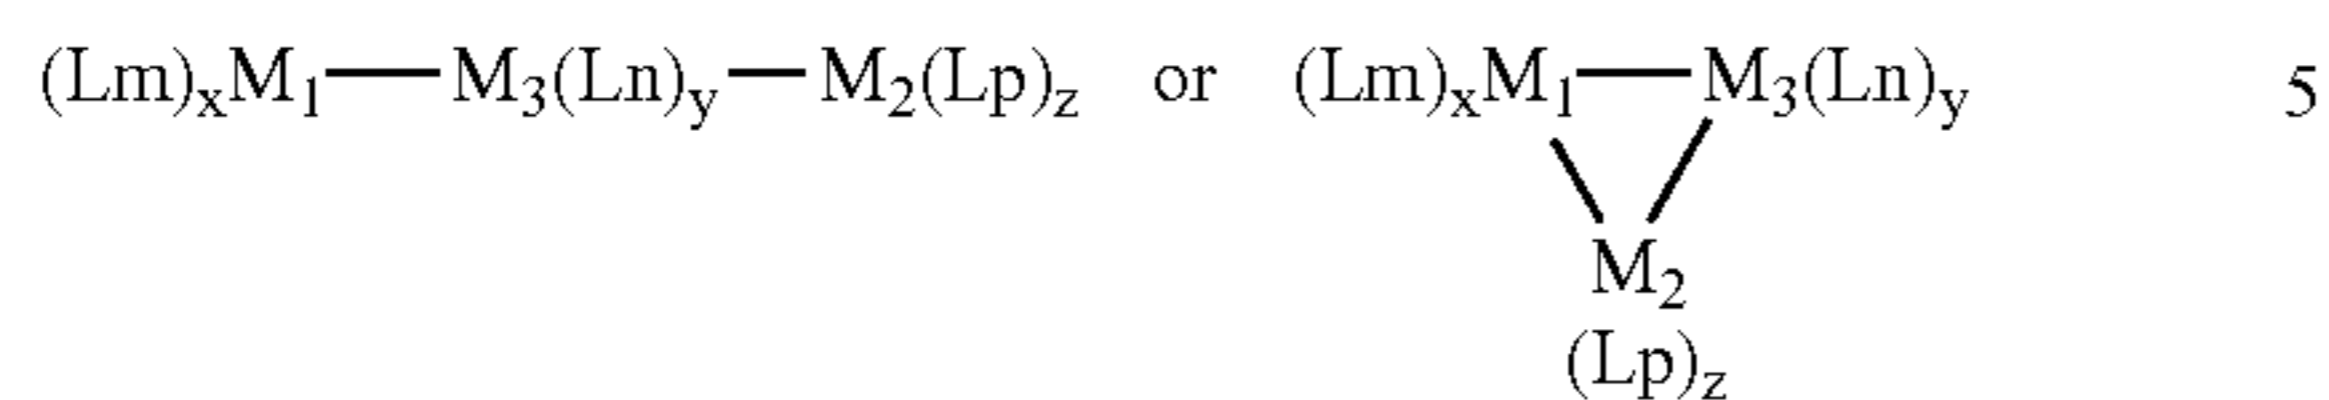 (Lm)ₓM₁—M₃(Ln)y—M₂(Lp)z or (Lm)ₓM₁—M₃(Ln)y 5
M₂
(Lp)z